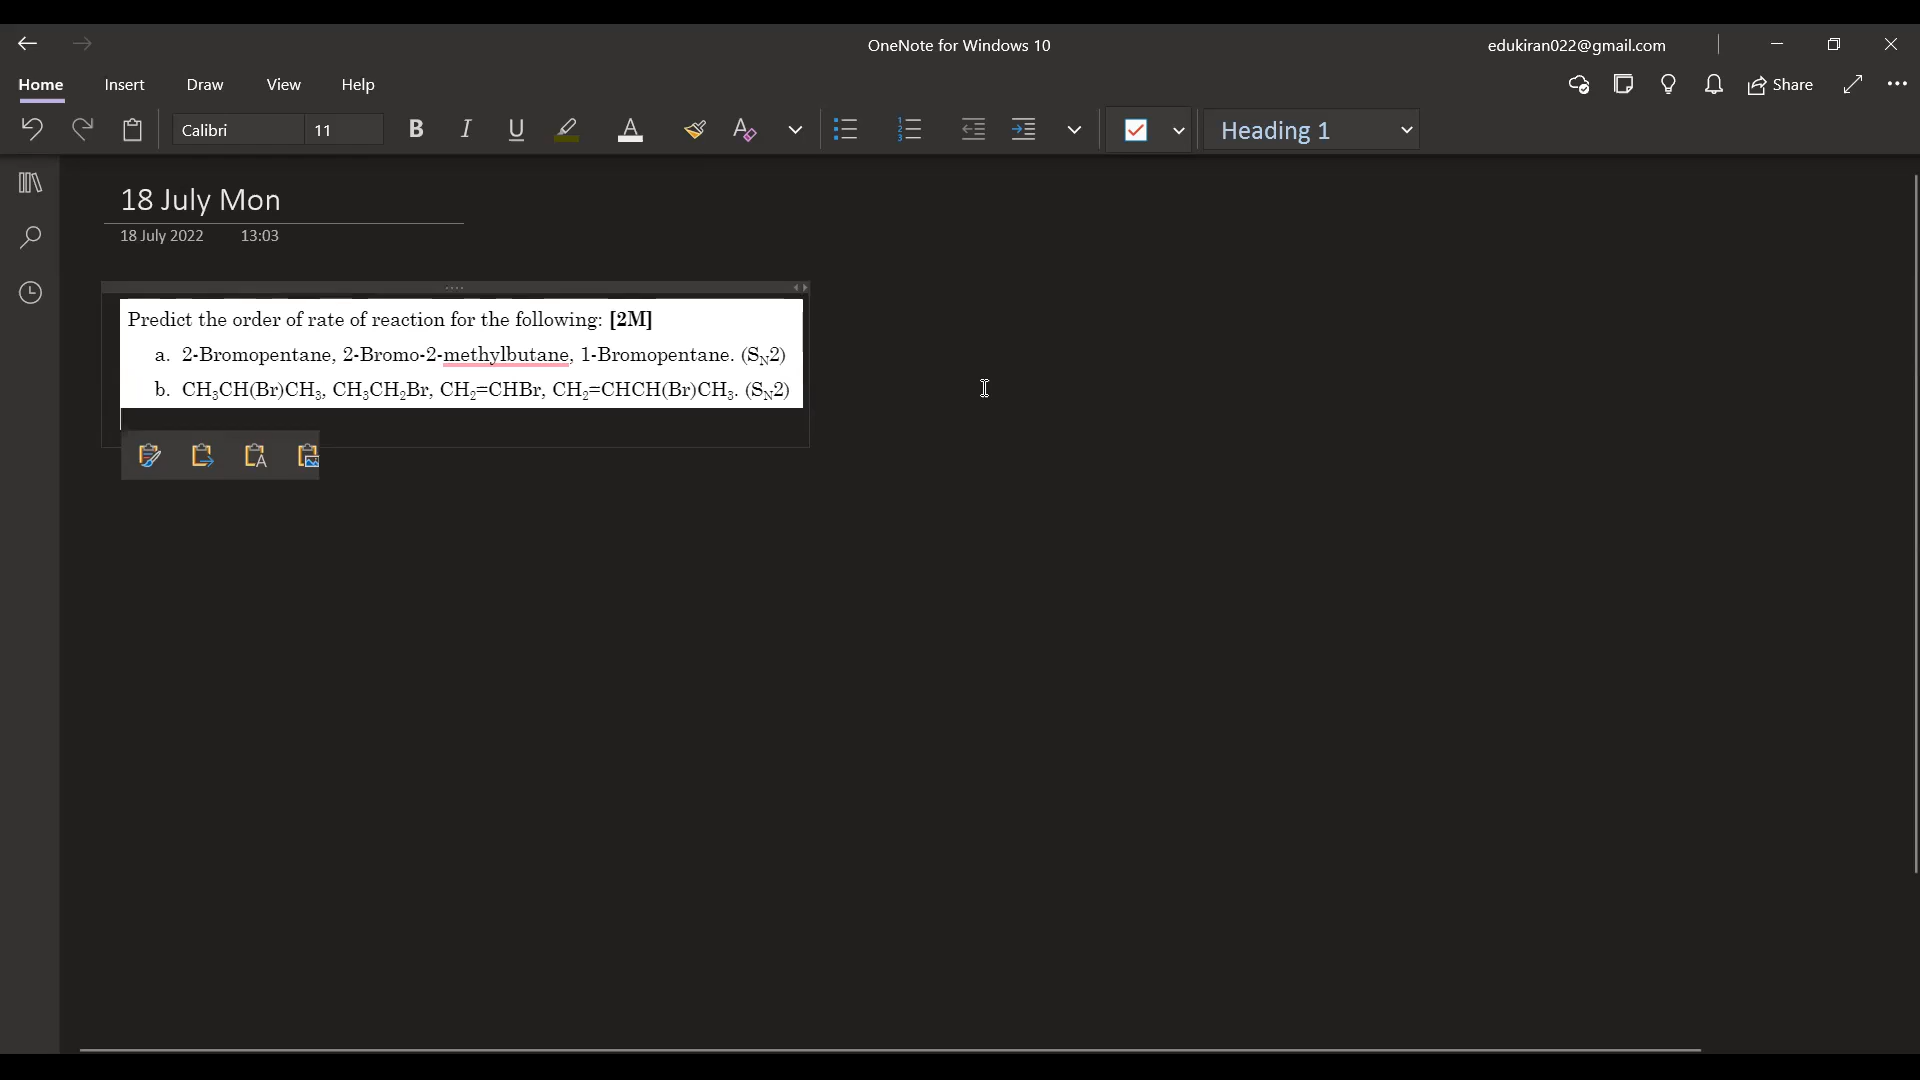 OneNote for Windows 10
edukiran022@gmail.com
Home Insert Draw View Help
Share
Calibri 11 B I U A Heading 1
18 July Mon
18 July 2022 13:03
Predict the order of rate of reaction for the following: [2M]
a. 2-Bromopentane, 2-Bromo-2-methylbutane, 1-Bromopentane. (S_N2)
b. CH₃CH(Br)CH₃, CH₃CH₂Br, CH₂=CHBr, CH₂=CHCH(Br)CH₃. (S_N2)